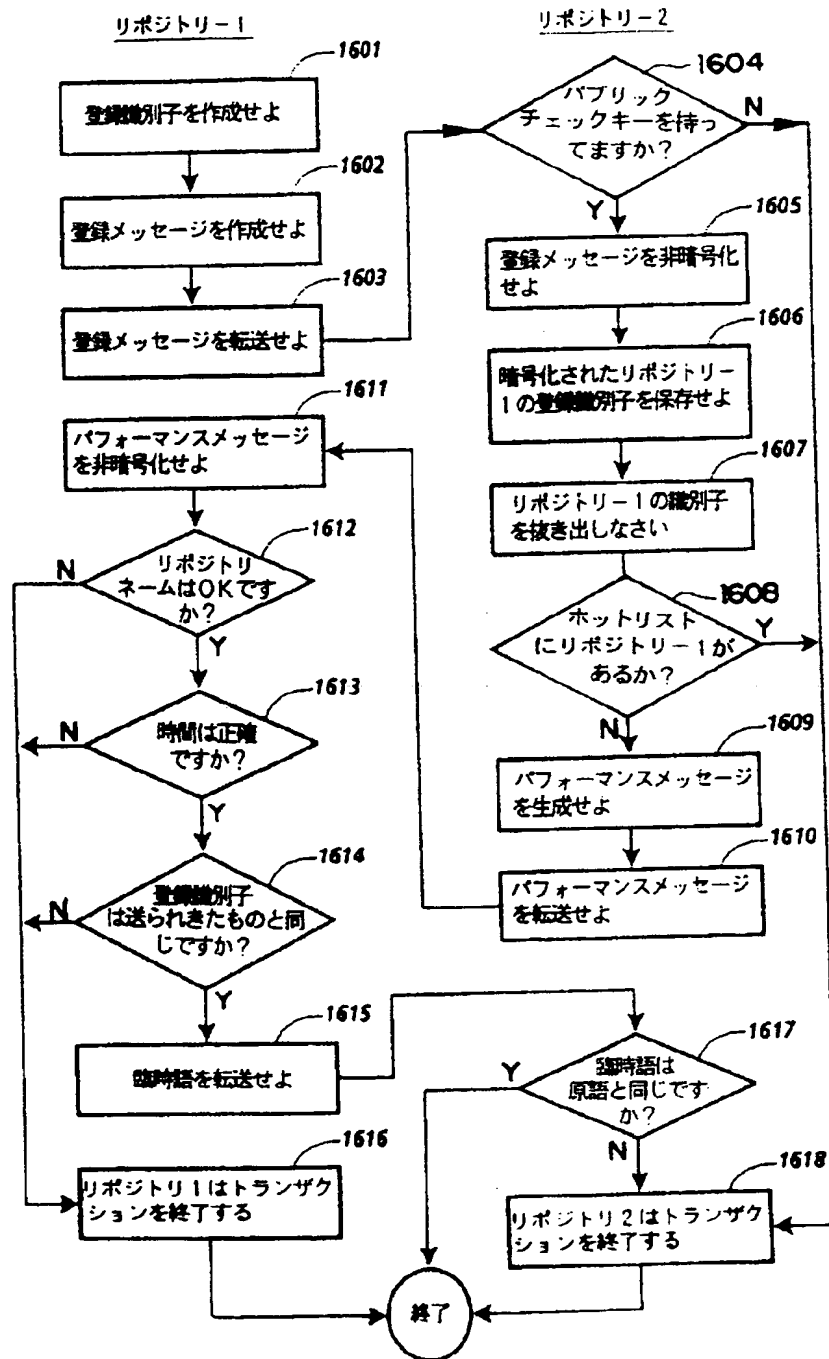 リポジトリー1
リポジトリー2
1601
登録識別子を作成せよ
1602
登録メッセージを作成せよ
1603
登録メッセージを転送せよ
1604
パブリック
チェックキーを持っ
てますか?
N
Y
1605
登録メッセージを非暗号化
せよ
1606
暗号化されたリポジトリー
1の登録識別子を保存せよ
1607
リポジトリー1の識別子
を抜き出しなさい
1608
ホットリスト
にリポジトリー1が
あるか?
Y
N
1609
パフォーマンスメッセージ
を生成せよ
1610
パフォーマンスメッセージ
を転送せよ
1611
パフォーマンスメッセージ
を非暗号化せよ
1612
リポジトリ
ネームはOKです
か?
N
Y
1613
時間は正確
ですか?
N
Y
1614
登録識別子
は送られきたものと同
じですか?
N
Y
1615
臨時語を転送せよ
1617
臨時語は
原語と同じです
か?
Y
N
1616
リポジトリ1はトランザク
ションを終了する
1618
リポジトリ2はトランザク
ションを終了する
終了